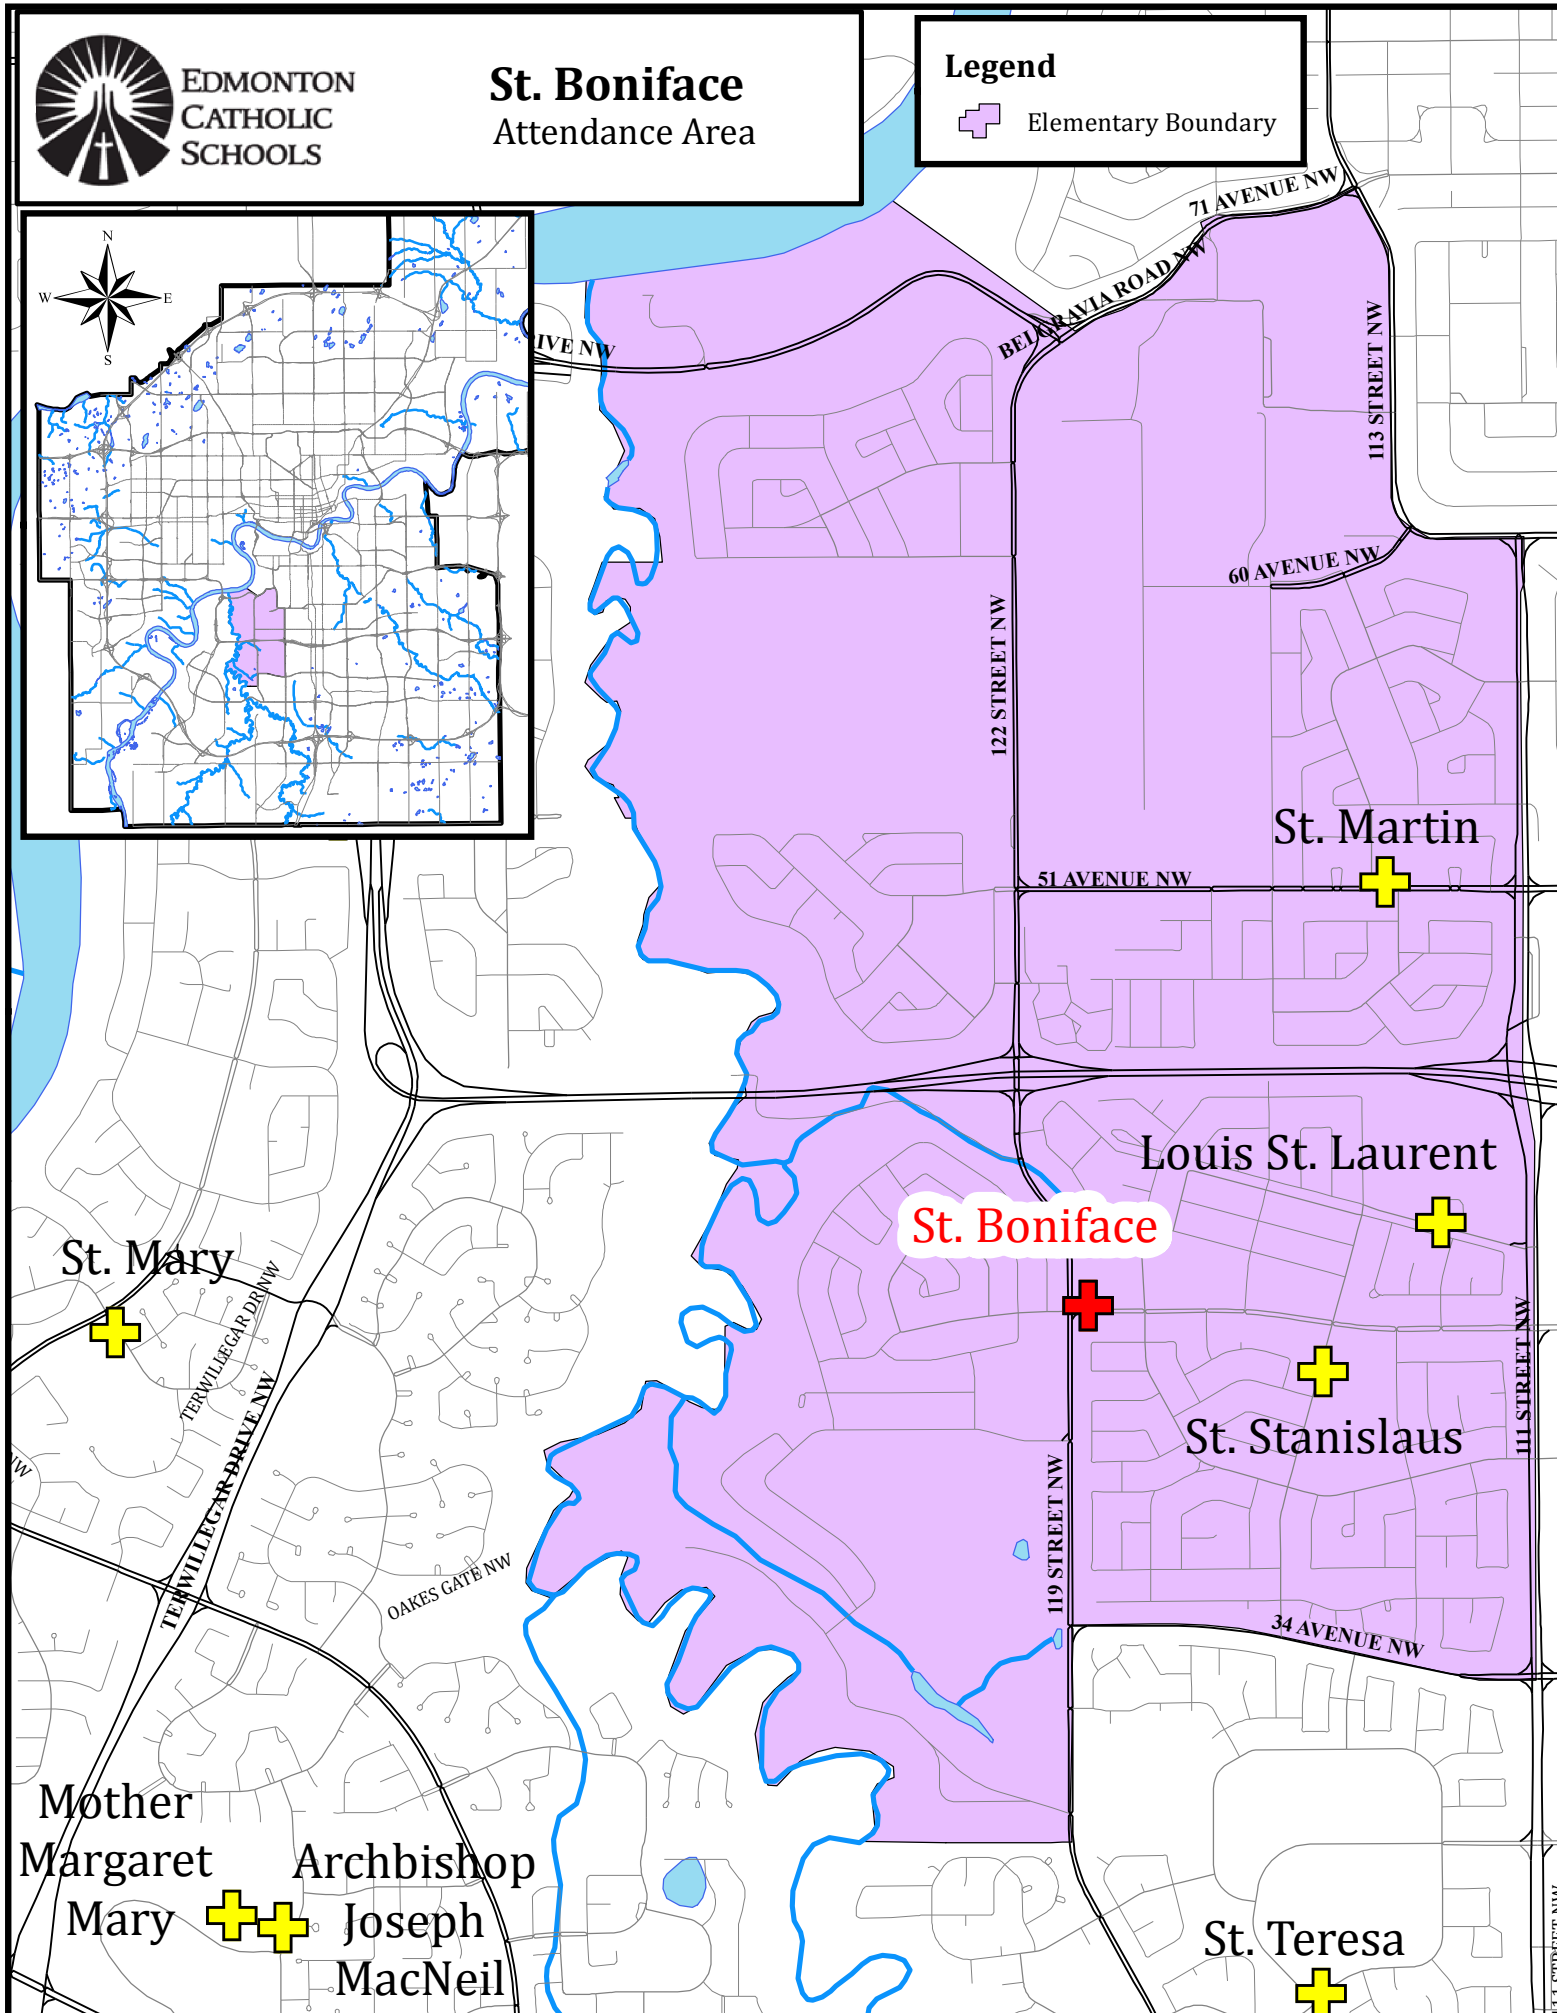 EDMONTON
CATHOLIC
SCHOOLS
St. Boniface
Attendance Area
Legend
Elementary Boundary
N
W
E
S
71 AVENUE NW
BELGRAVIA ROAD NW
113 STREET NW
60 AVENUE NW
122 STREET NW
St. Martin
51 AVENUE NW
Louis St. Laurent
St. Boniface
St. Mary
TERWILLEGAR DR NW
TERWILLEGAR DRIVE NW
111 STREET NW
St. Stanislaus
119 STREET NW
NW
OAKES GATE NW
34 AVENUE NW
Mother
Margaret
Mary
Archbishop
Joseph
MacNeil
St. Teresa